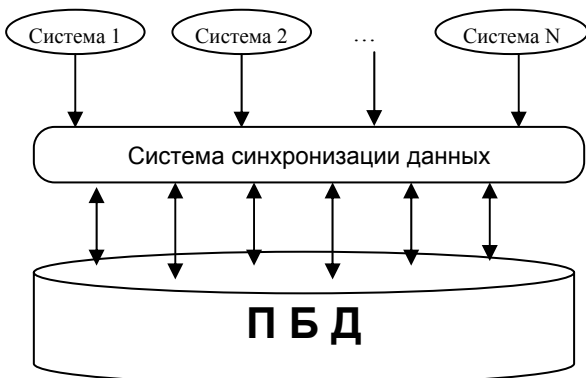 Система 1 Система 2 … Система N
Система синхронизации данных
П Б Д